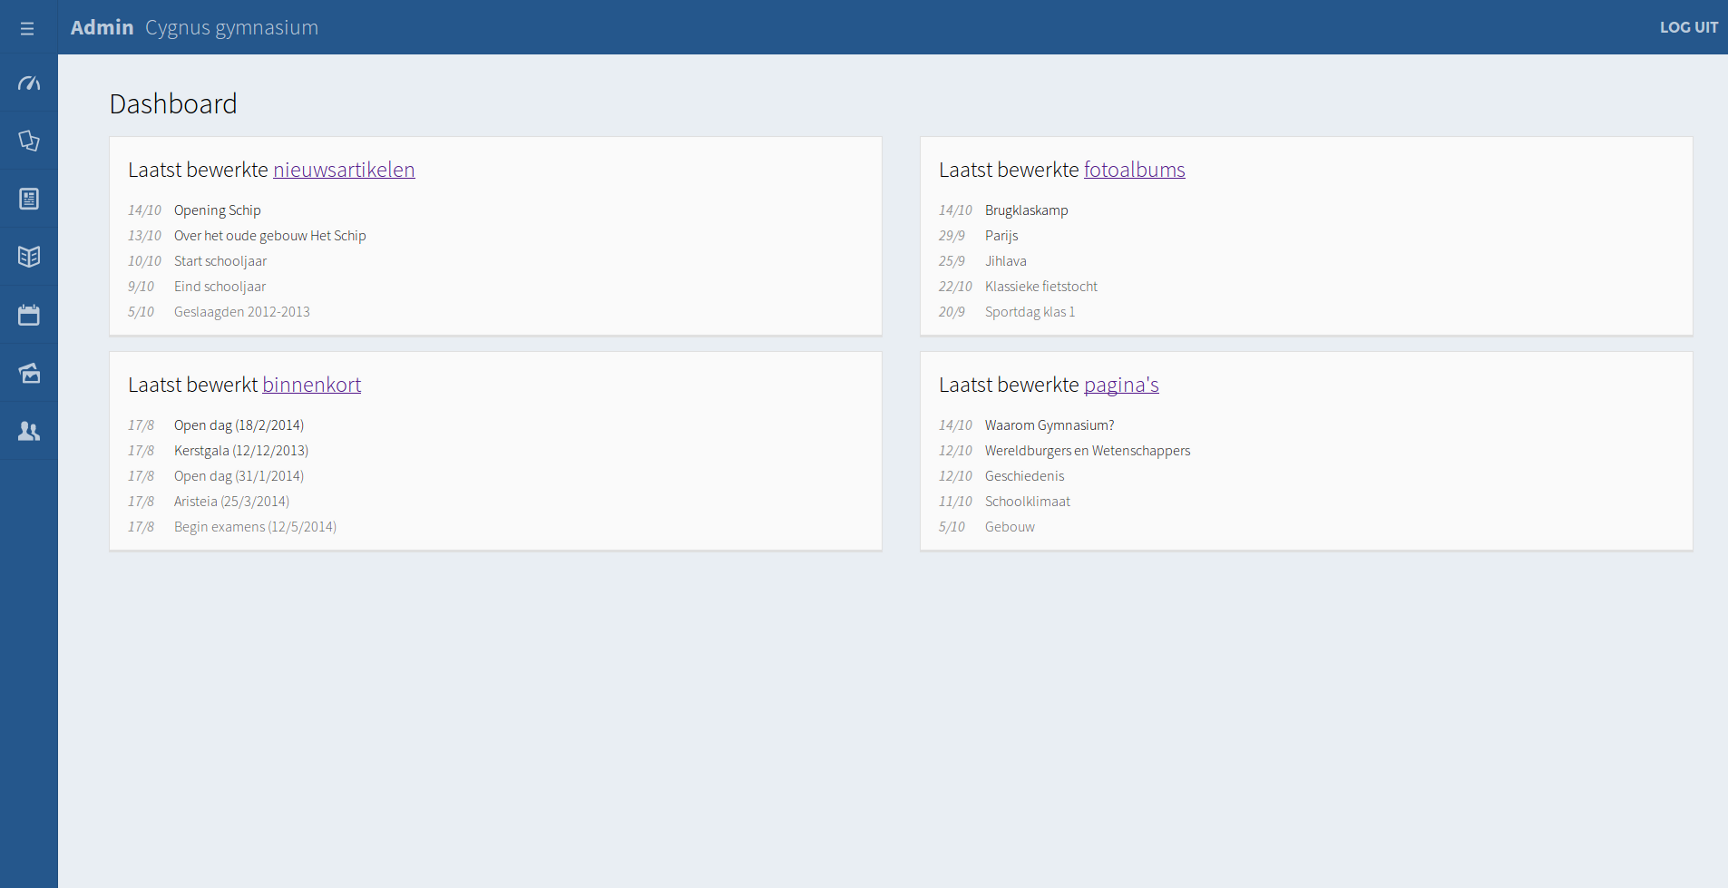 ☰ Admin Cygnus gymnasium LOG UIT
Dashboard
Laatst bewerkte nieuwsartikelen
14/10 Opening Schip
13/10 Over het oude gebouw Het Schip
10/10 Start schooljaar
9/10 Eind schooljaar
5/10 Geslaagden 2012-2013
Laatst bewerkte fotoalbums
14/10 Brugklaskamp
29/9 Parijs
25/9 Jihlava
22/10 Klassieke fietstocht
20/9 Sportdag klas 1
Laatst bewerkt binnenkort
17/8 Open dag (18/2/2014)
17/8 Kerstgala (12/12/2013)
17/8 Open dag (31/1/2014)
17/8 Aristeia (25/3/2014)
17/8 Begin examens (12/5/2014)
Laatst bewerkte pagina's
14/10 Waarom Gymnasium?
12/10 Wereldburgers en Wetenschappers
12/10 Geschiedenis
11/10 Schoolklimaat
5/10 Gebouw